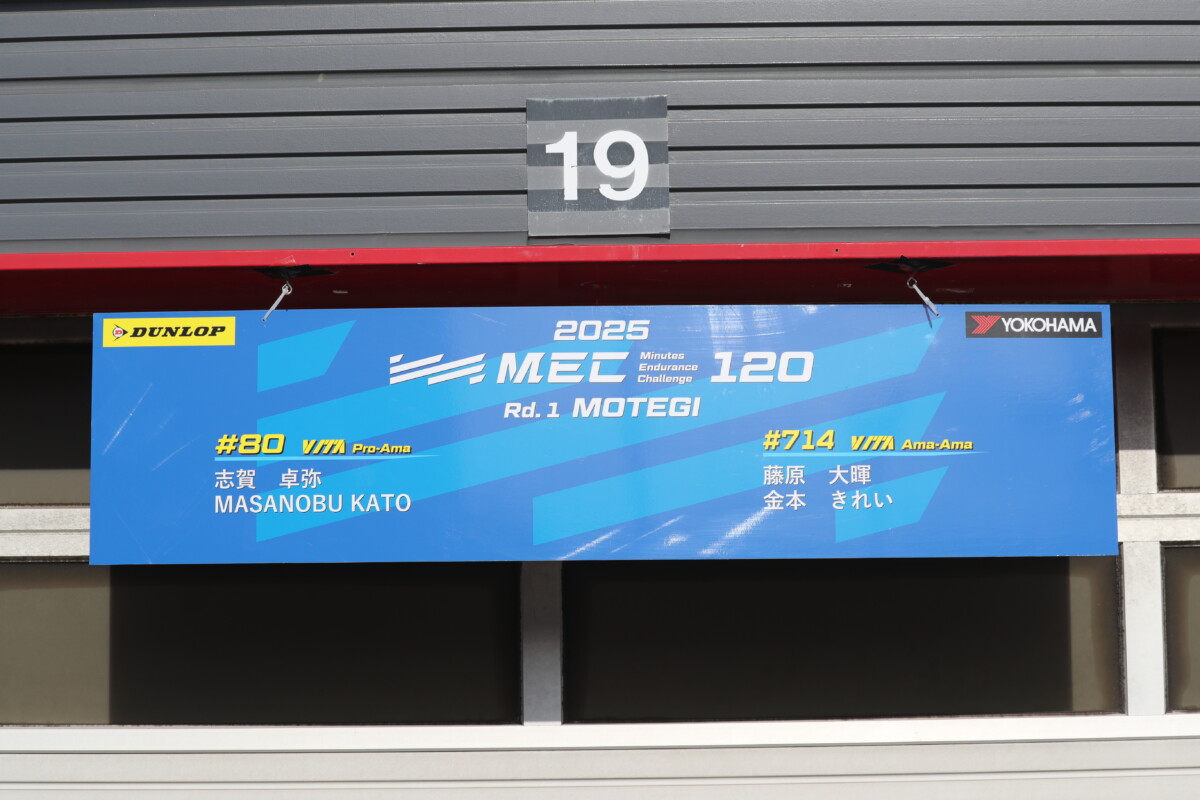 19
DUNLOP
YOKOHAMA
2025
MEC Minutes Endurance Challenge 120
Rd. 1 MOTEGI
#80 VITA Pro-Ama
志賀　卓弥
MASANOBU KATO
#714 VITA Ama-Ama
藤原　大暉
金本　きれい